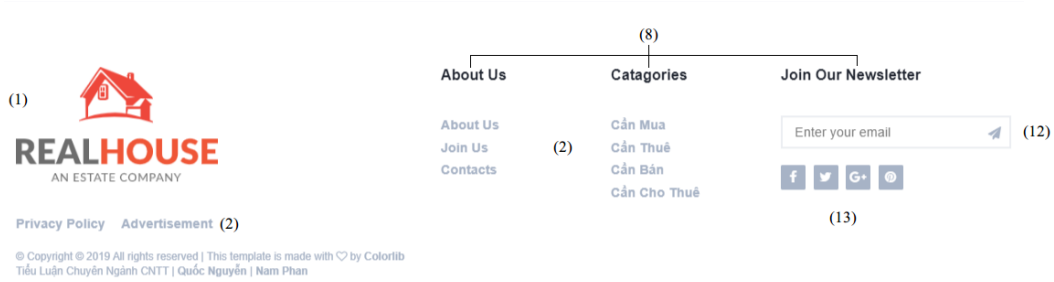 (8)
(1)
REALHOUSE
AN ESTATE COMPANY
Privacy Policy Advertisement (2)
© Copyright © 2019 All rights reserved | This template is made with ♡ by Colorlib
Tiểu Luận Chuyên Ngành CNTT | Quốc Nguyễn | Nam Phan
About Us
About Us
Join Us
Contacts
(2)
Catagories
Cần Mua
Cần Thuê
Cần Bán
Cần Cho Thuê
Join Our Newsletter
Enter your email
(12)
f G+
(13)